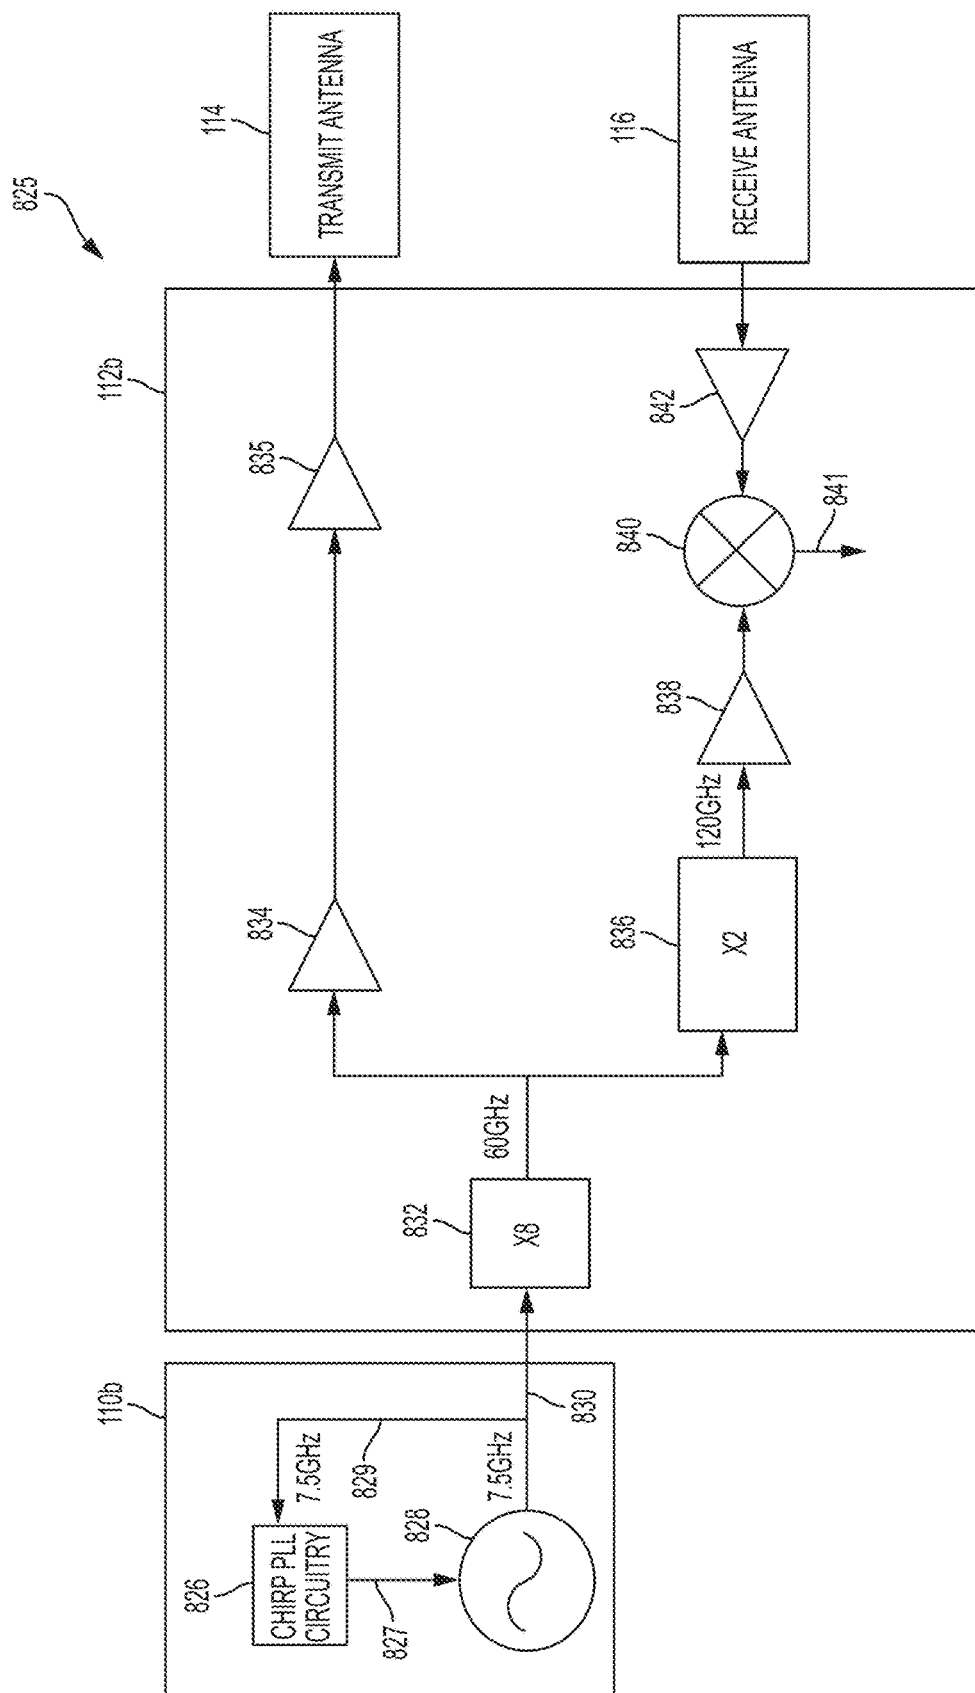 825
110b
826
CHIRP PLL
CIRCUITRY
827
7.5GHz
829
828
7.5GHz
830
112b
832
X8
60GHz
834
835
114
TRANSMIT ANTENNA
836
X2
120GHz
838
840
841
842
116
RECEIVE ANTENNA